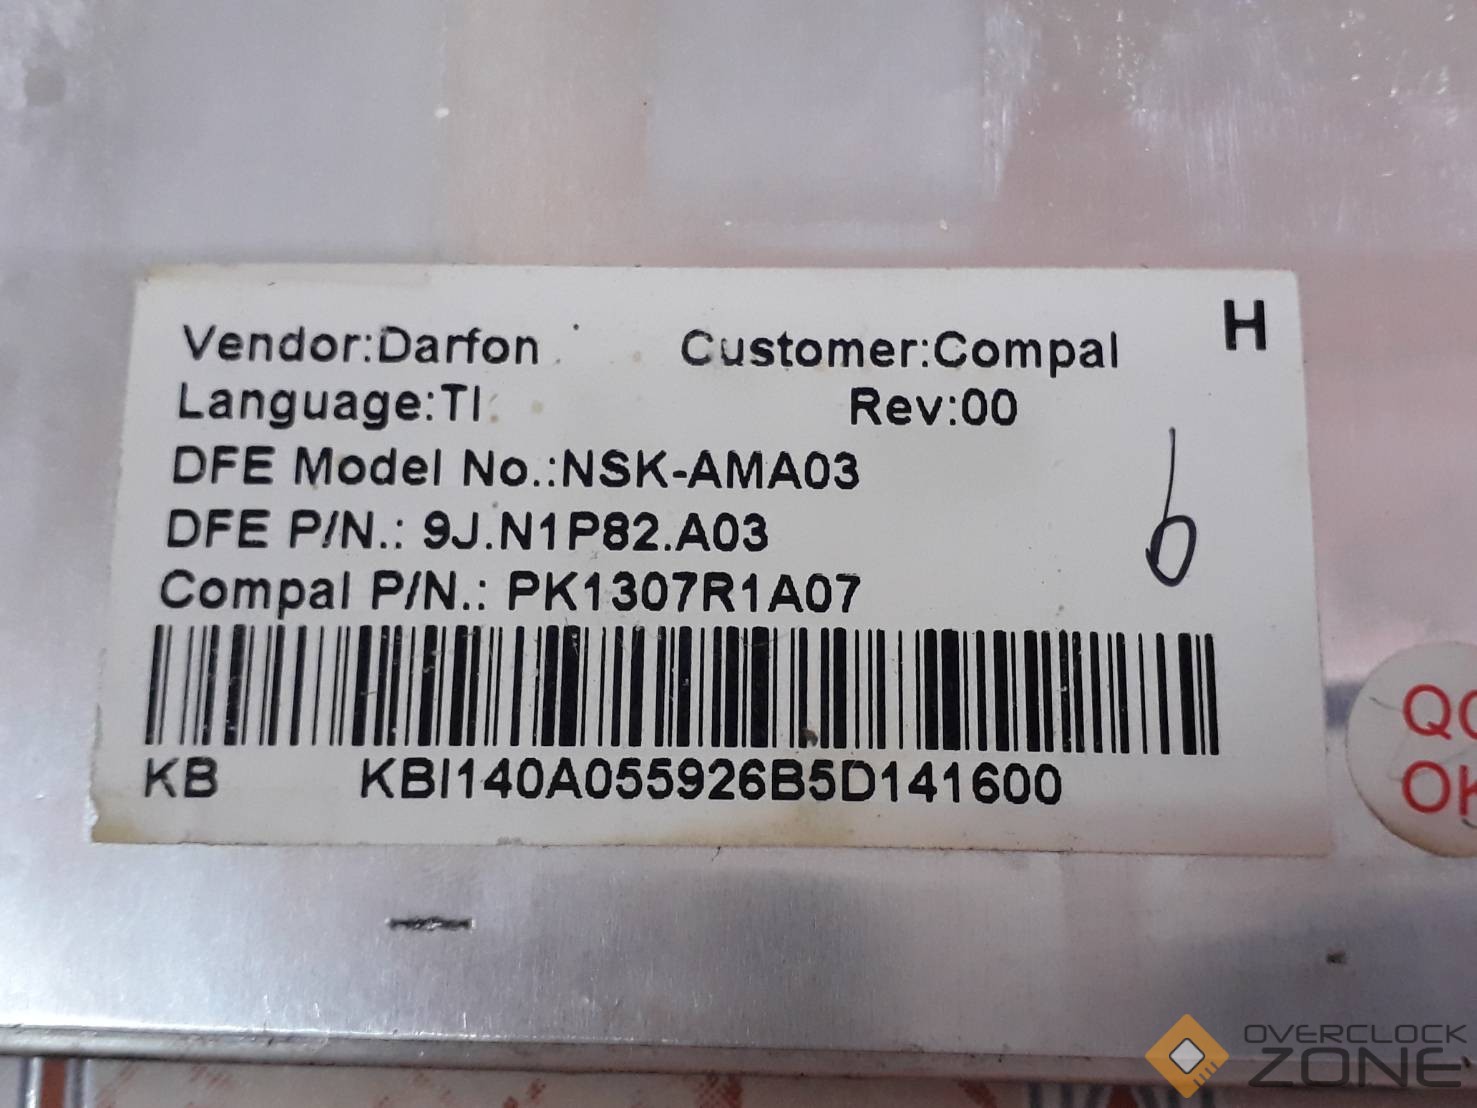 Vendor:Darfon Customer:Compal H
Language:TI Rev:00
DFE Model No.:NSK-AMA03
DFE P/N.: 9J.N1P82.A03
6
Compal P/N.: PK1307R1A07
KB KBI140A055926B5D141600
OVERCLOCK
ZONE